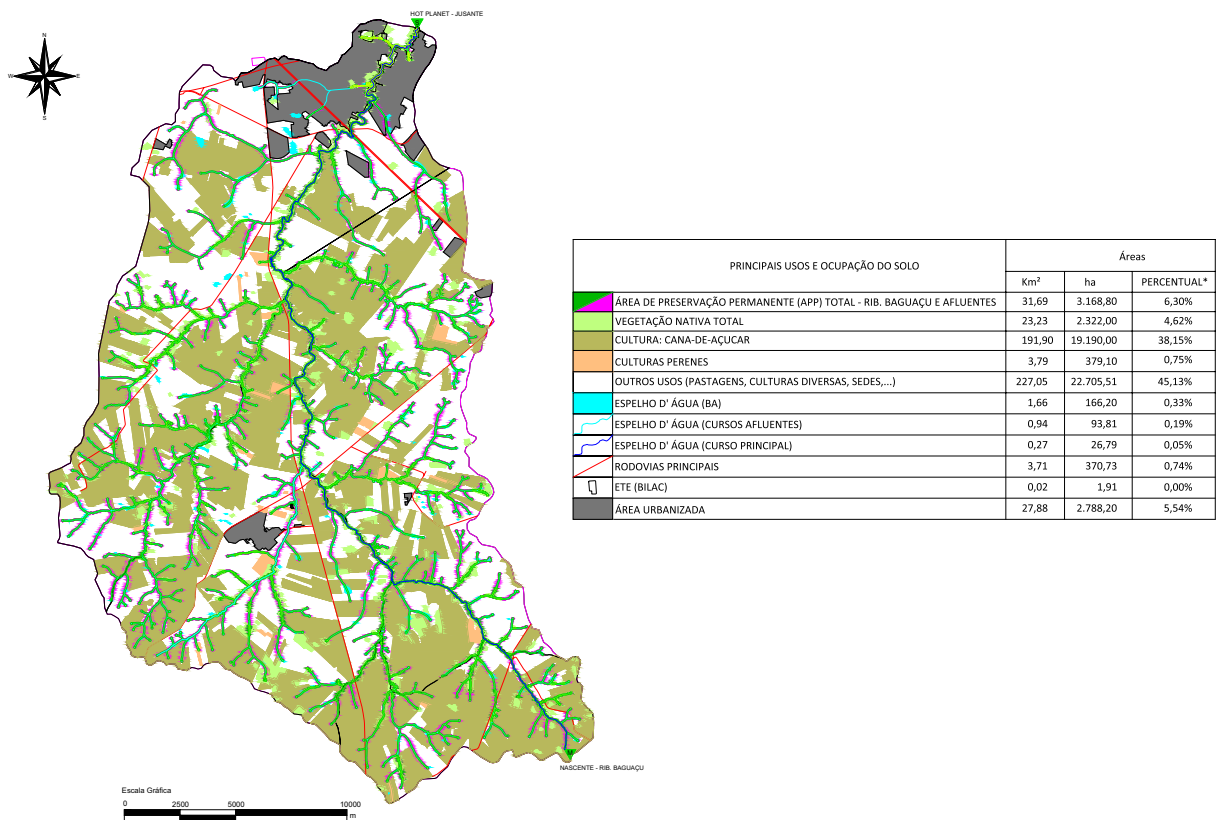 HOT PLANET - JUSANTE
N
W
E
S
PRINCIPAIS USOS E OCUPAÇÃO DO SOLO
Áreas
Km² ha PERCENTUAL*
ÁREA DE PRESERVAÇÃO PERMANENTE (APP) TOTAL - RIB. BAGUAÇU E AFLUENTES 31,69 3.168,80 6,30%
VEGETAÇÃO NATIVA TOTAL 23,23 2.322,00 4,62%
CULTURA: CANA-DE-AÇUCAR 191,90 19.190,00 38,15%
CULTURAS PERENES 3,79 379,10 0,75%
OUTROS USOS (PASTAGENS, CULTURAS DIVERSAS, SEDES,...) 227,05 22.705,51 45,13%
ESPELHO D' ÁGUA (BA) 1,66 166,20 0,33%
ESPELHO D' ÁGUA (CURSOS AFLUENTES) 0,94 93,81 0,19%
ESPELHO D' ÁGUA (CURSO PRINCIPAL) 0,27 26,79 0,05%
RODOVIAS PRINCIPAIS 3,71 370,73 0,74%
ETE (BILAC) 0,02 1,91 0,00%
ÁREA URBANIZADA 27,88 2.788,20 5,54%
NASCENTE - RIB. BAGUAÇU
Escala Gráfica
0 2500 5000 10000
m